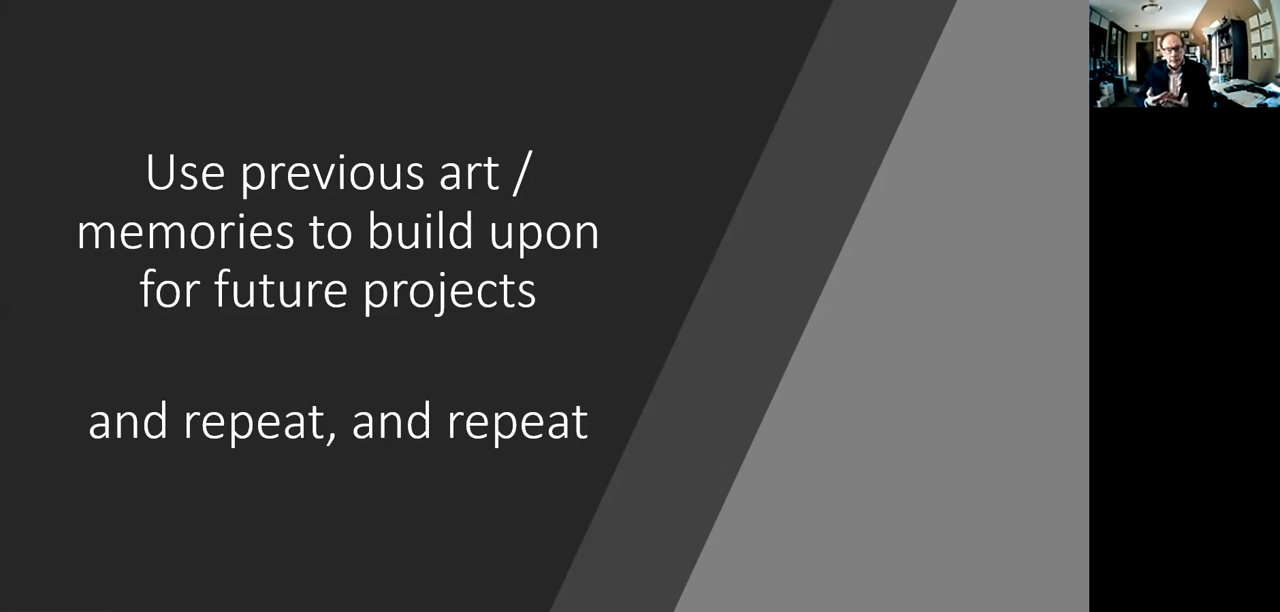 Use previous art /
memories to build upon
for future projects
and repeat, and repeat